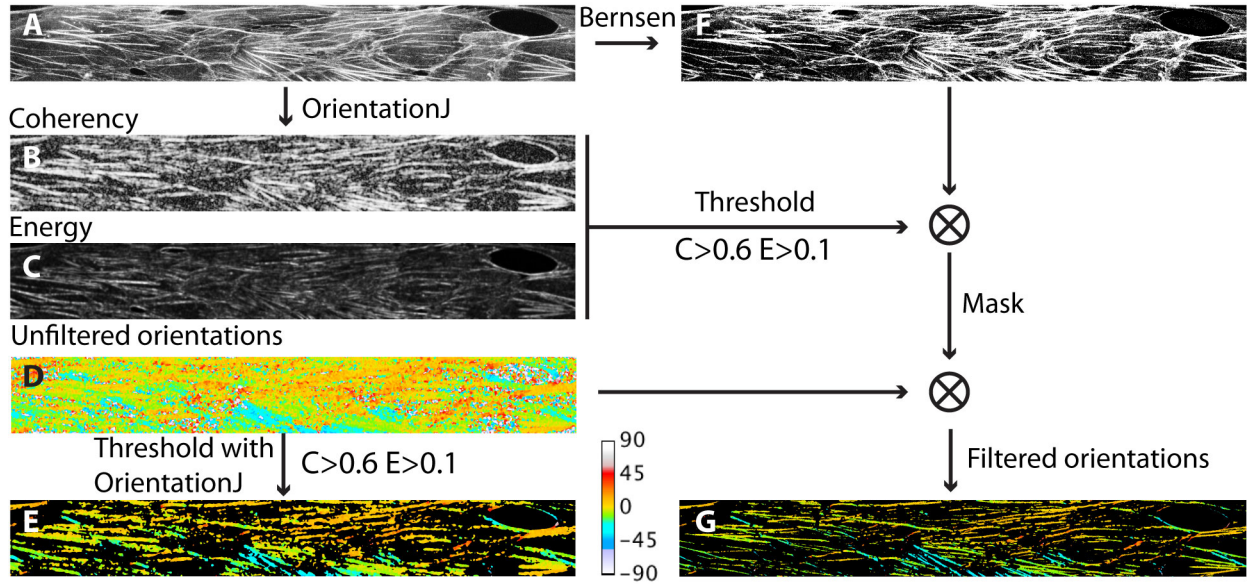 A
Bernsen
F
OrientationJ
Coherency
B
Threshold
C>0.6 E>0.1
Energy
C
Mask
Unfiltered orientations
D
Threshold with
OrientationJ
C>0.6 E>0.1
90
45
0
−45
−90
Filtered orientations
E
G